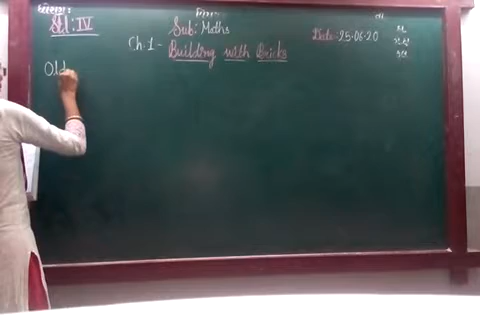 Std: IV
Sub: Maths
Date: 25.06.20
Ch.1 - Building with Bricks
Old